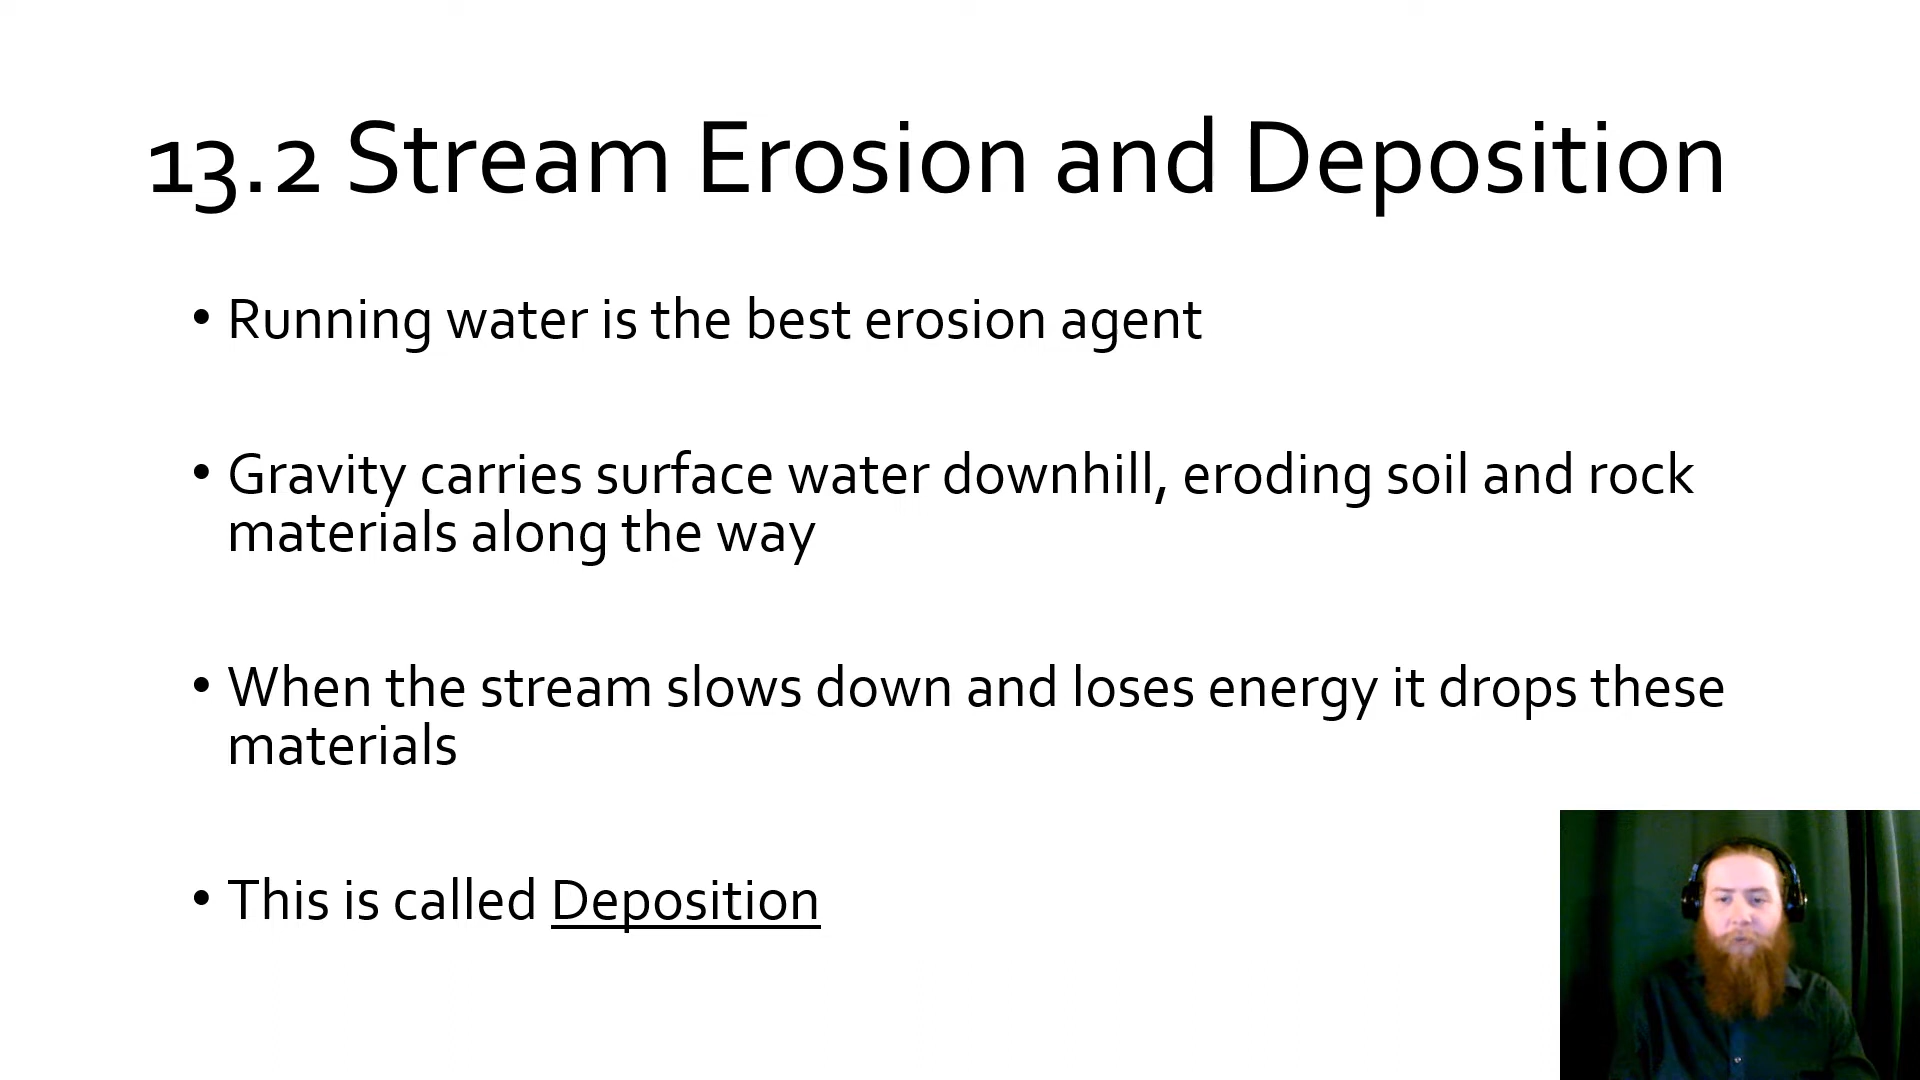 13.2 Stream Erosion and Deposition
• Running water is the best erosion agent
• Gravity carries surface water downhill, eroding soil and rock
materials along the way
• When the stream slows down and loses energy it drops these
materials
• This is called Deposition